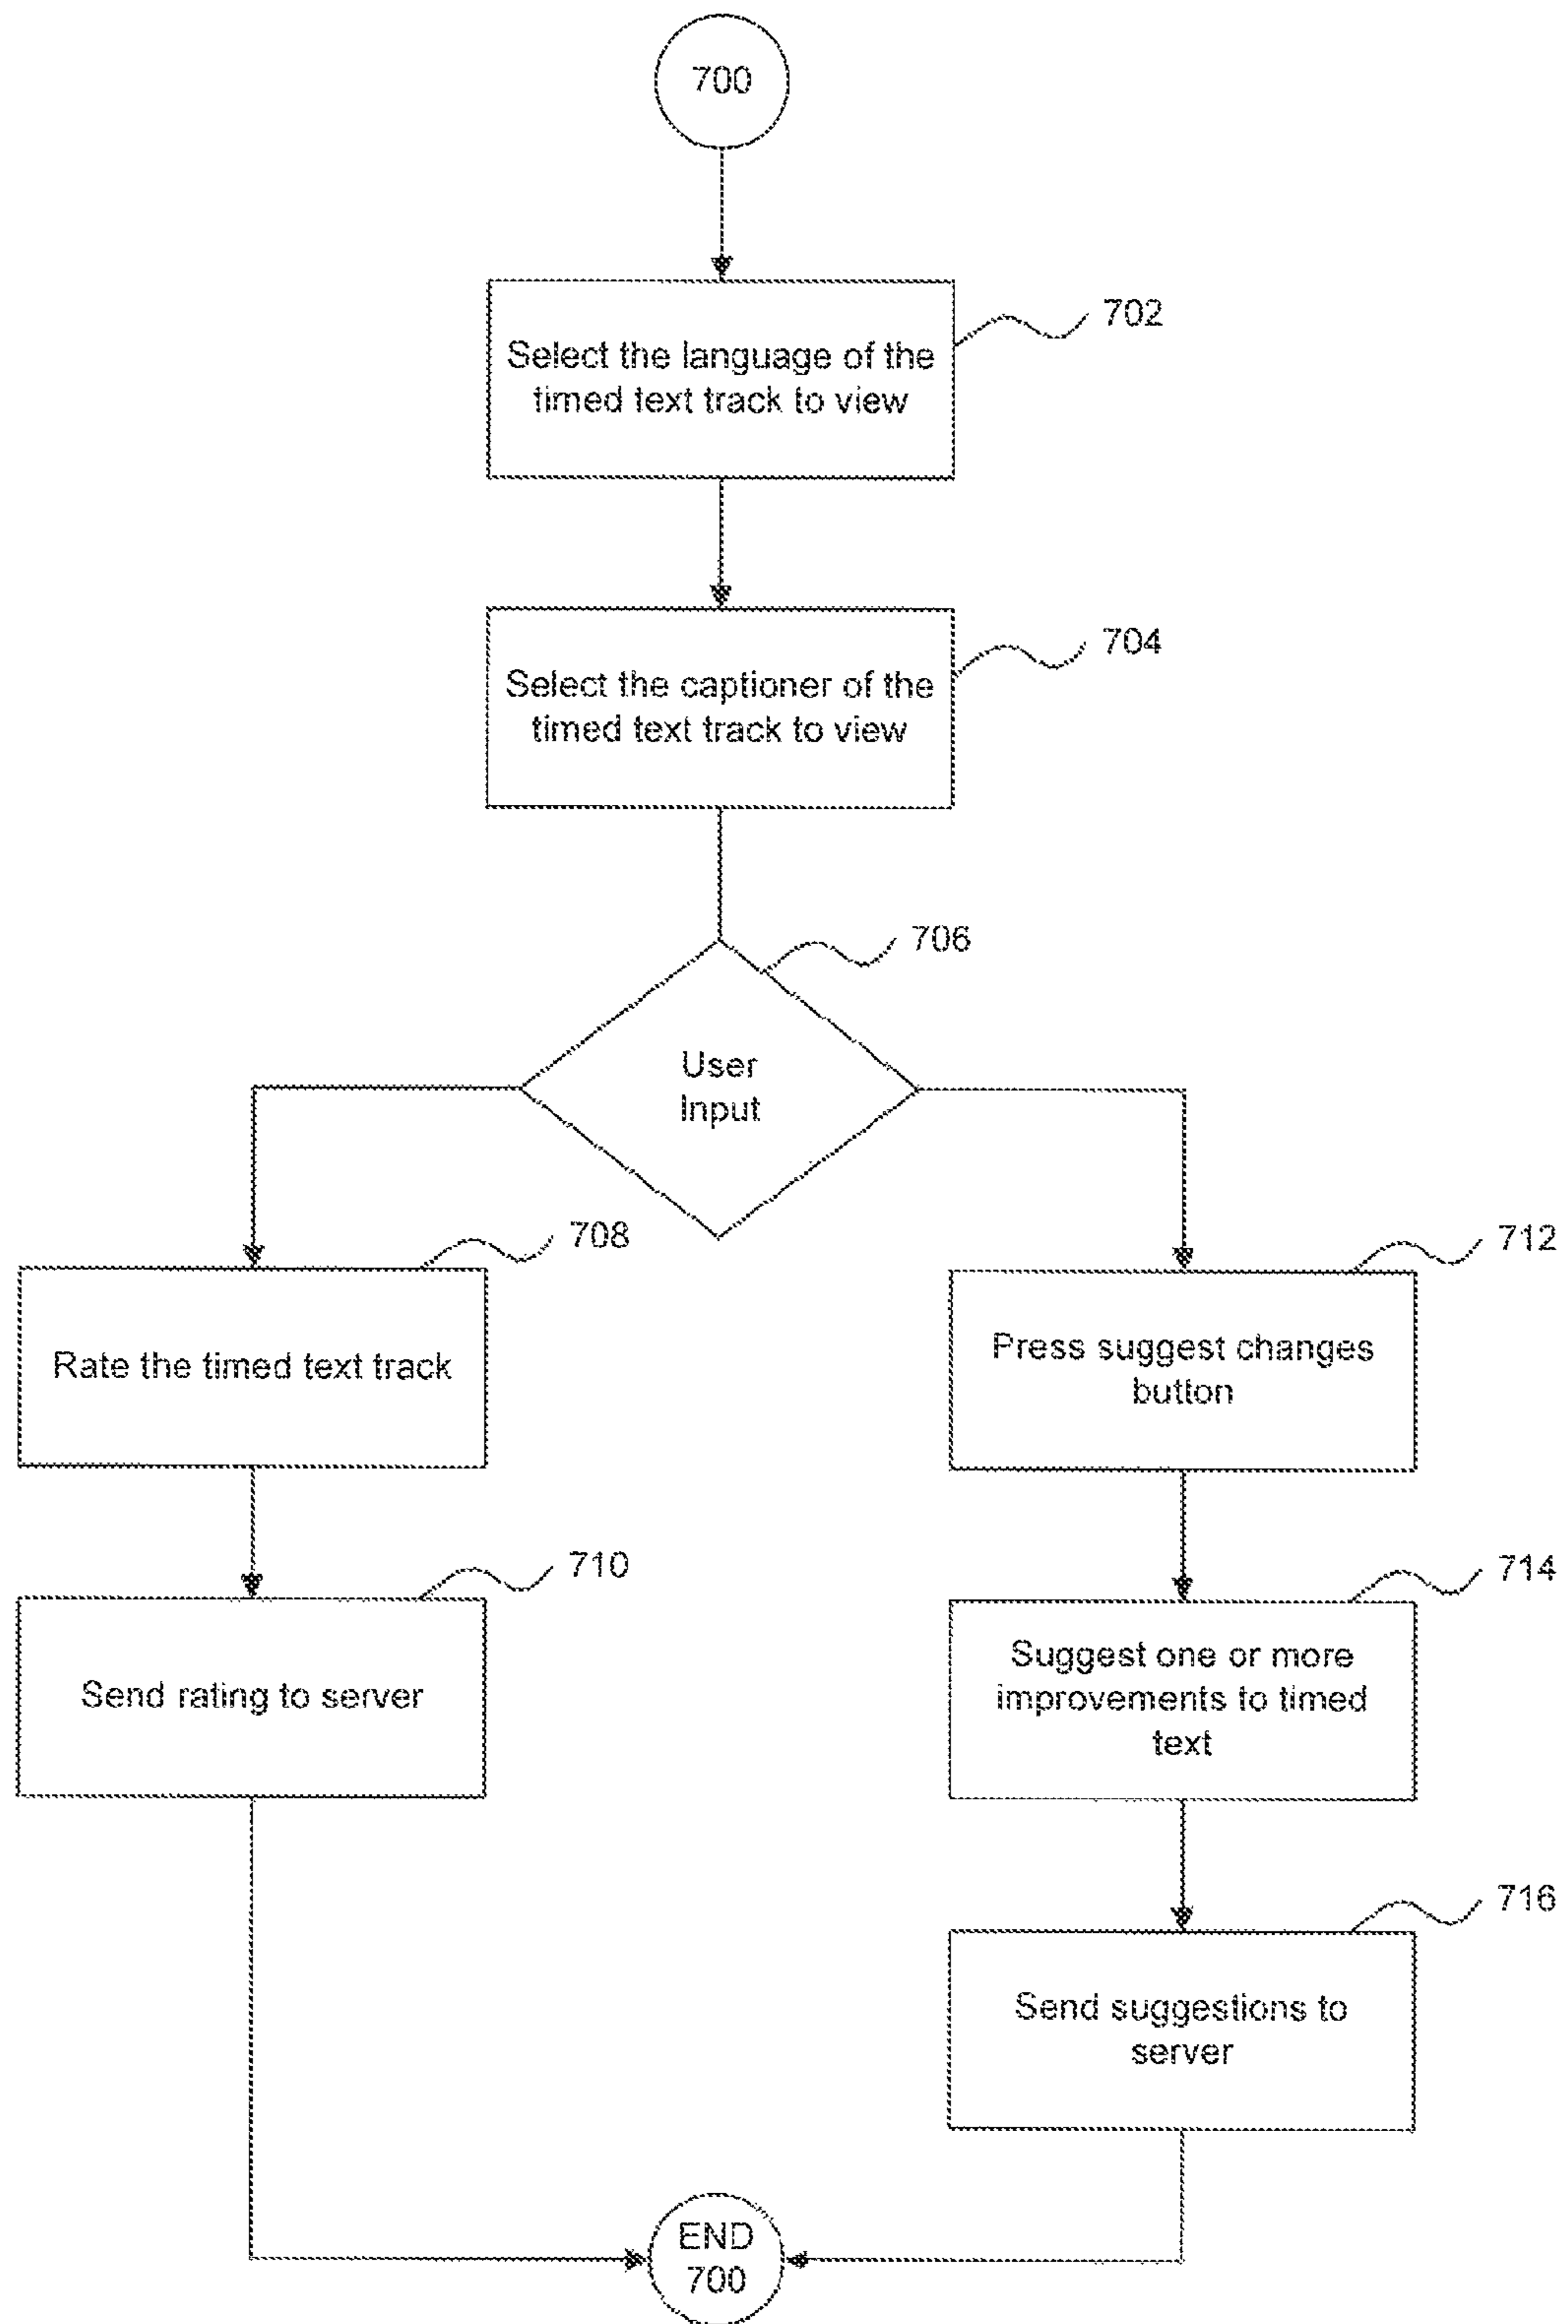 700
702
Select the language of the
timed text track to view
704
Select the captioner of the
timed text track to view
706
User
Input
708
Rate the timed text track
712
Press suggest changes
button
710
Send rating to server
714
Suggest one or more
improvements to timed
text
716
Send suggestions to
server
END
700